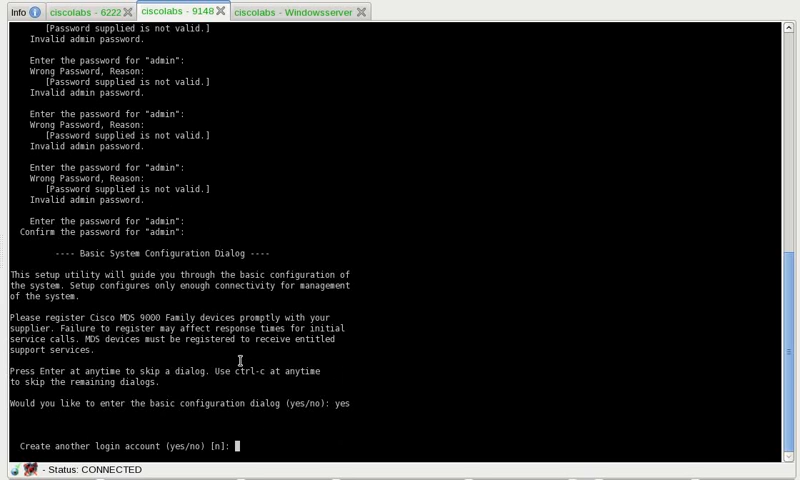 Info ciscolabs - 6222 ciscolabs - 9148 ciscolabs - Windowsserver
[Password supplied is not valid.]
Invalid admin password.
Enter the password for "admin":
Wrong Password, Reason:
[Password supplied is not valid.]
Invalid admin password.
Enter the password for "admin":
Wrong Password, Reason:
[Password supplied is not valid.]
Invalid admin password.
Enter the password for "admin":
Wrong Password, Reason:
[Password supplied is not valid.]
Invalid admin password.
Enter the password for "admin":
Confirm the password for "admin":
---- Basic System Configuration Dialog ----
This setup utility will guide you through the basic configuration of
the system. Setup configures only enough connectivity for management
of the system.
Please register Cisco MDS 9000 Family devices promptly with your
supplier. Failure to register may affect response times for initial
service calls. MDS devices must be registered to receive entitled
support services.
Press Enter at anytime to skip a dialog. Use ctrl-c at anytime
to skip the remaining dialogs.
Would you like to enter the basic configuration dialog (yes/no): yes
Create another login account (yes/no) [n]:
- Status: CONNECTED